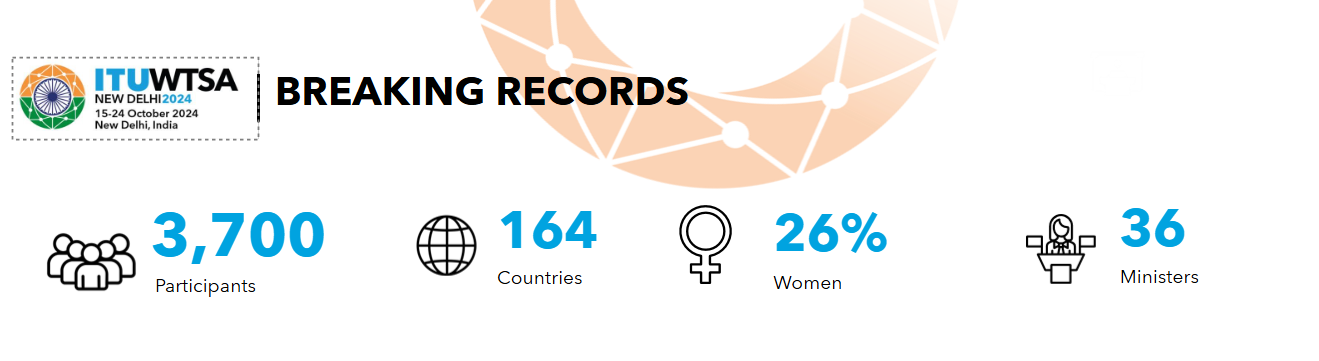 ITUWTSA
NEW DELHI2024
15-24 October 2024
New Delhi, India
BREAKING RECORDS
3,700
Participants
164
Countries
26%
Women
36
Ministers